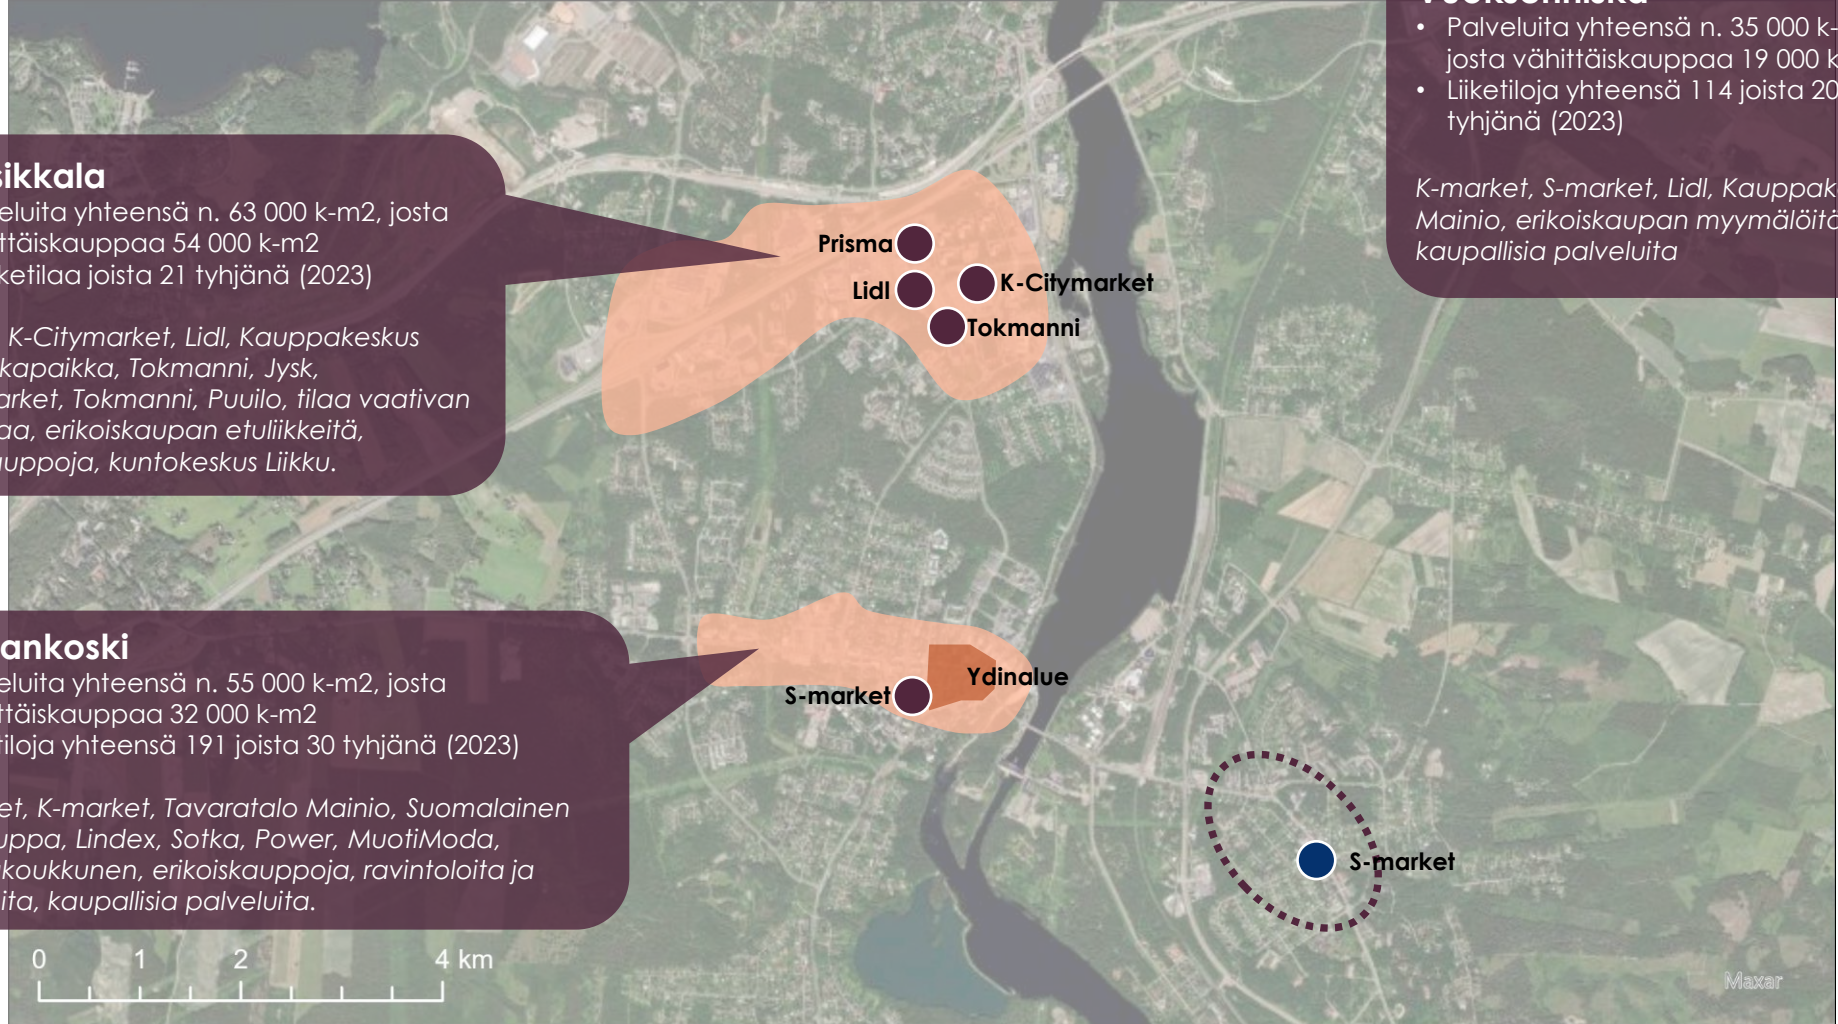 Palveluita yhteensä n. 35 000 k-
josta vähittäiskauppaa 19 000 k
Liiketiloja yhteensä 114 joista 20
tyhjänä (2023)
K-market, S-market, Lidl, Kauppak
Mainio, erikoiskaupan myymälöitä
kaupallisia palveluita
sikkala
eluita yhteensä n. 63 000 k-m2, josta
ttäiskauppaa 54 000 k-m2
ketilaa joista 21 tyhjänä (2023)
K-Citymarket, Lidl, Kauppakeskus
kapaikka, Tokmanni, Jysk,
arket, Tokmanni, Puuilo, tilaa vaativan
aa, erikoiskaupan etuliikkeitä,
auppoja, kuntokeskus Liikku.
Prisma
Lidl
K-Citymarket
Tokmanni
ankoski
eluita yhteensä n. 55 000 k-m2, josta
ttäiskauppaa 32 000 k-m2
tiloja yhteensä 191 joista 30 tyhjänä (2023)
et, K-market, Tavaratalo Mainio, Suomalainen
uppa, Lindex, Sotka, Power, MuotiModa,
akoukkunen, erikoiskauppoja, ravintoloita ja
ita, kaupallisia palveluita.
Ydinalue
S-market
S-market
0 1 2 4 km
Maxar